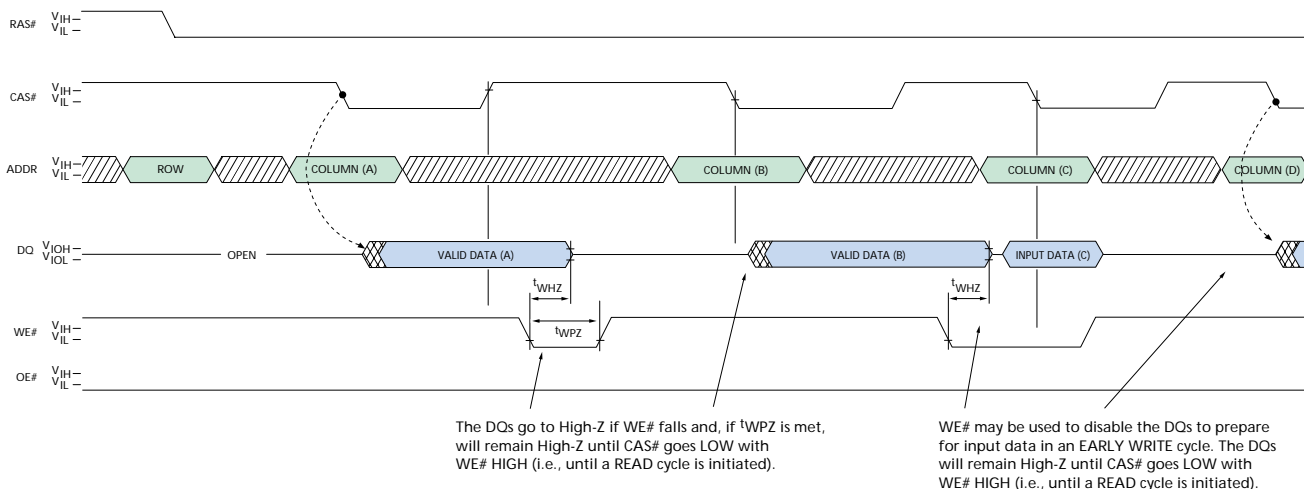 RAS# VIH VIL
CAS# VIH VIL
ADDR VIH VIL ROW COLUMN (A) COLUMN (B) COLUMN (C) COLUMN (D)
DQ VIOH VIOL OPEN VALID DATA (A) VALID DATA (B) INPUT DATA (C)
tWHZ tWHZ
tWPZ
WE# VIH VIL
OE# VIH VIL
The DQs go to High-Z if WE# falls and, if tWPZ is met,
will remain High-Z until CAS# goes LOW with
WE# HIGH (i.e., until a READ cycle is initiated).
WE# may be used to disable the DQs to prepare
for input data in an EARLY WRITE cycle. The DQs
will remain High-Z until CAS# goes LOW with
WE# HIGH (i.e., until a READ cycle is initiated).